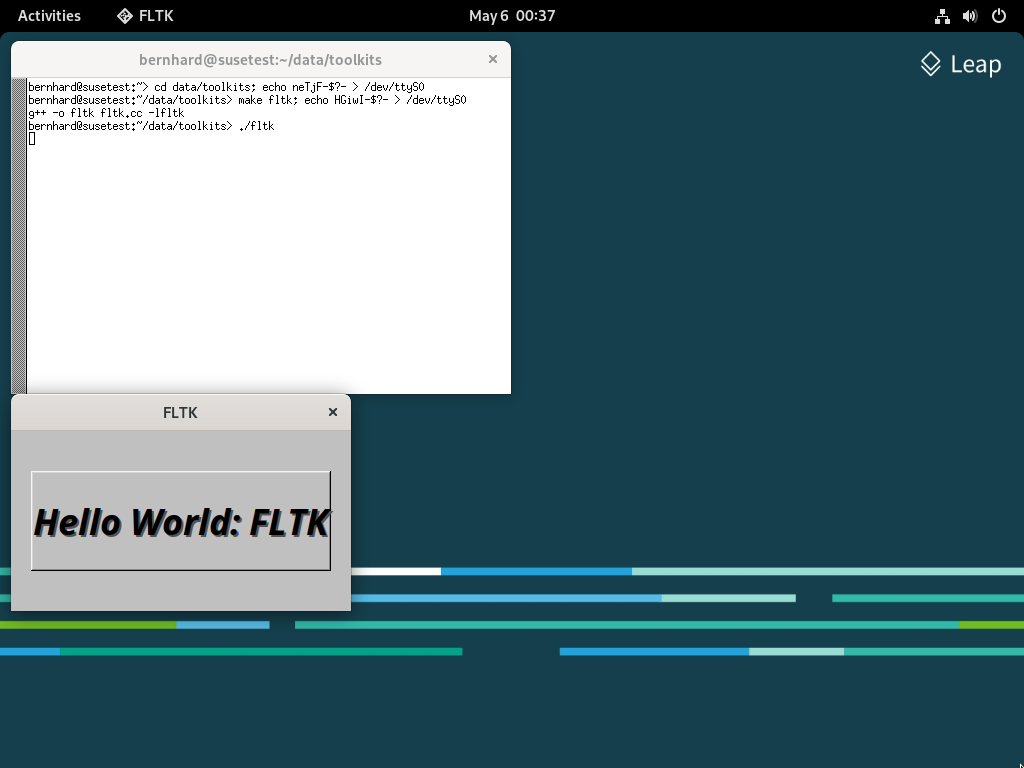 Activities
FLTK
May 6 00:37
Leap
bernhard@susetest:~/data/toolkits
bernhard@susetest:~> cd data/toolkits; echo neTjF-$?- > /dev/ttyS0
bernhard@susetest:~/data/toolkits> make fltk; echo HGiwI-$?- > /dev/ttyS0
g++ -o fltk fltk.cc -lfltk
bernhard@susetest:~/data/toolkits> ./fltk
FLTK
Hello World: FLTK